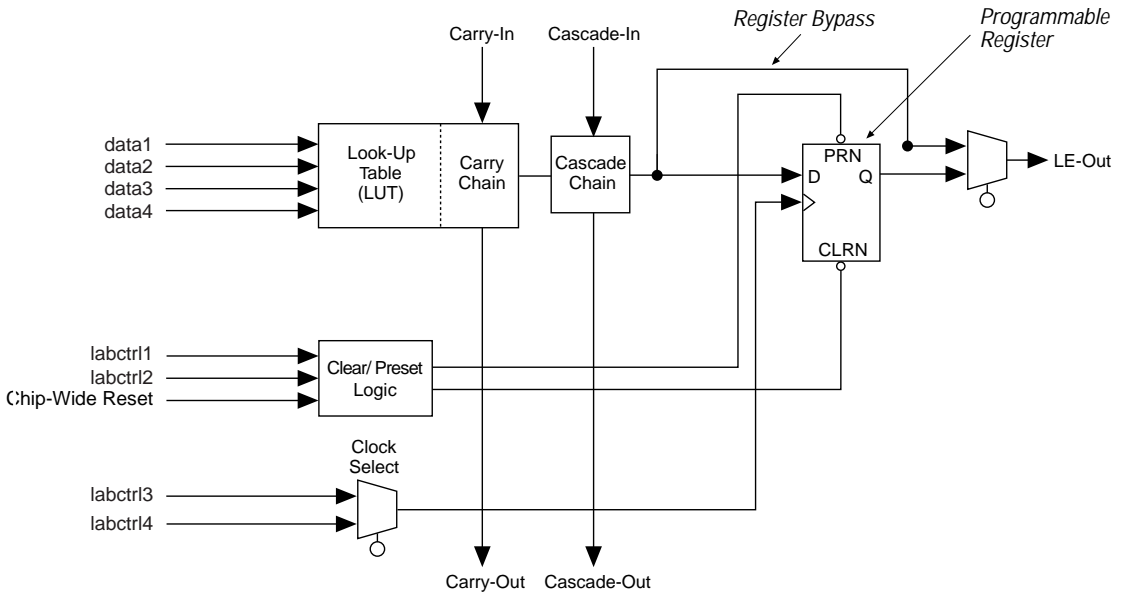 Register Bypass
Programmable
Register
Carry-In
Cascade-In
data1
data2
data3
data4
Look-Up
Table
(LUT)
Carry
Chain
Cascade
Chain
PRN
D
Q
CLRN
LE-Out
labctrl1
labctrl2
Chip-Wide Reset
Clear/ Preset
Logic
Clock
Select
labctrl3
labctrl4
Carry-Out
Cascade-Out